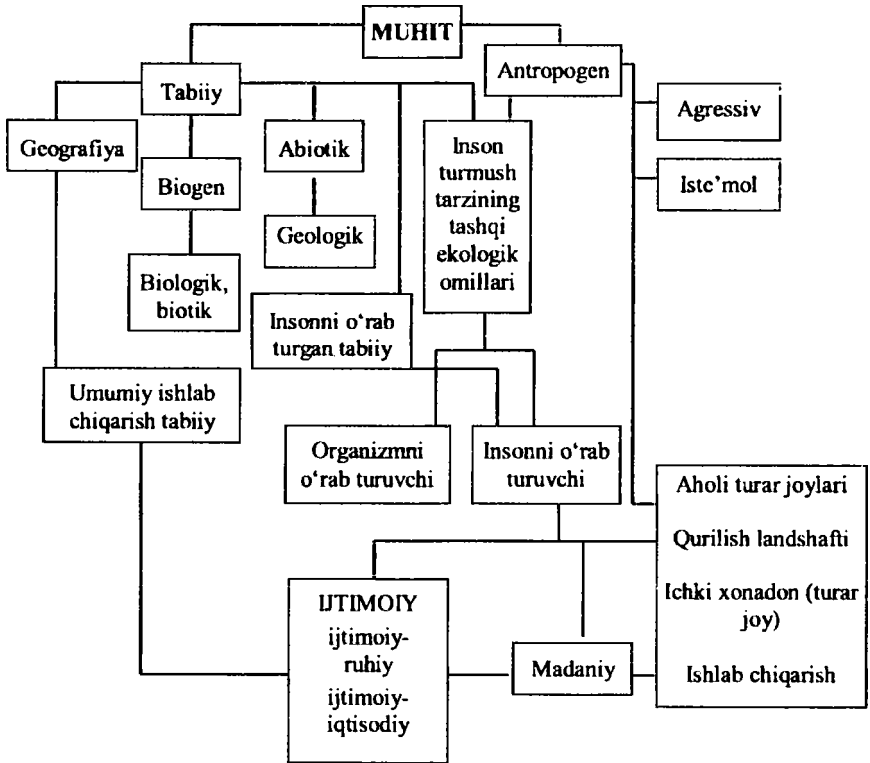 MUHIT
Tabiiy
Antropogen
Geografiya
Biogen
Biologik,
biotik
Abiotik
Geologik
Inson
turmush
tarzining
tashqi
ekologik
omillari
Agressiv
Iste’mol
Insonni o‘rab
turgan tabiiy
Umumiy ishlab
chiqarish tabiiy
Organizmni
o‘rab turuvchi
Insonni o‘rab
turuvchi
Aholi turar joylari
Qurilish landshafti
Ichki xonadon (turar
joy)
Ishlab chiqarish
IJTIMOIY
ijtimoiy-
ruhiy
ijtimoiy-
iqtisodiy
Madaniy